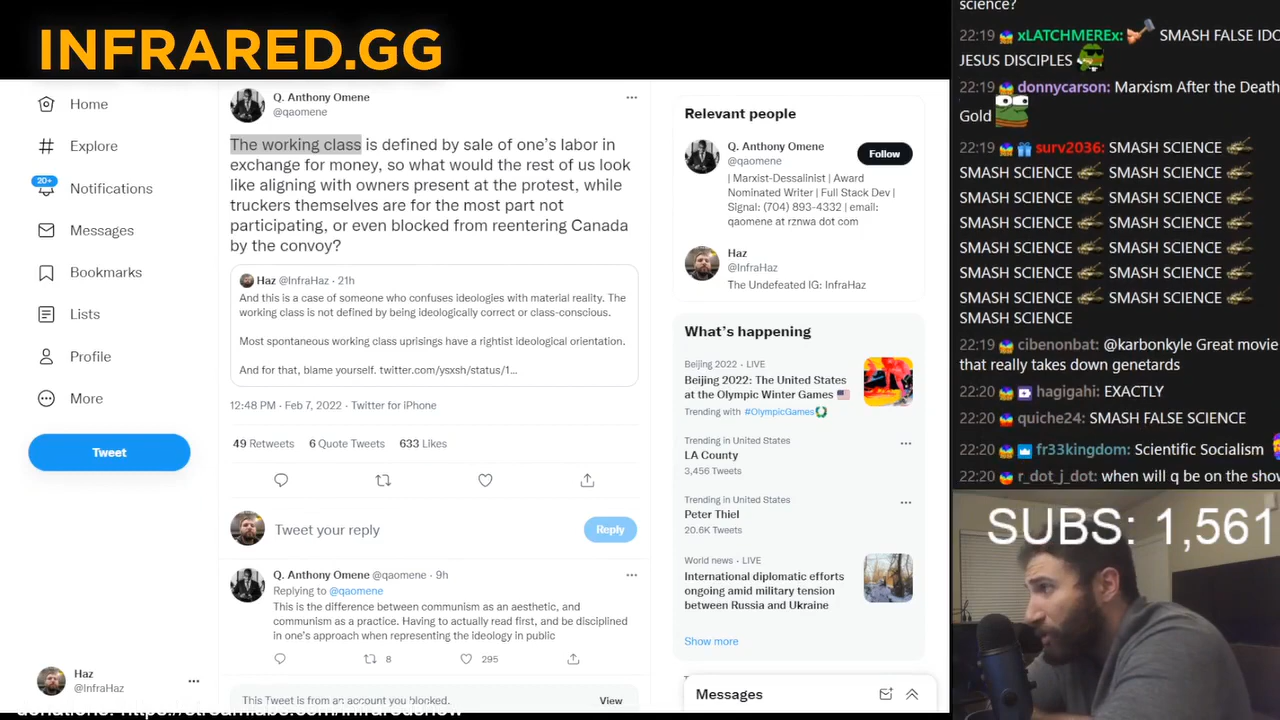 INFRARED.GG
Home
Explore
20+
Notifications
Messages
Bookmarks
Lists
Profile
More
Tweet
Haz
@InfraHaz
Q. Anthony Omene
@qaomene
The working class is defined by sale of one's labor in
exchange for money, so what would the rest of us look
like aligning with owners present at the protest, while
truckers themselves are for the most part not
participating, or even blocked from reentering Canada
by the convoy?
Haz @InfraHaz · 21h
And this is a case of someone who confuses ideologies with material reality. The
working class is not defined by being ideologically correct or class-conscious.
Most spontaneous working class uprisings have a rightist ideological orientation.
And for that, blame yourself. twitter.com/ysxsh/status/1...
12:48 PM · Feb 7, 2022 · Twitter for iPhone
49 Retweets 6 Quote Tweets 633 Likes
Tweet your reply
Reply
Q. Anthony Omene @qaomene · 9h
Replying to @qaomene
This is the difference between communism as an aesthetic, and
communism as a practice. Having to actually read first, and be disciplined
in one's approach when representing the ideology in public
8 295
This Tweet is from an account you blocked. View
Relevant people
Q. Anthony Omene
@qaomene
Follow
| Marxist-Dessalinist | Award
Nominated Writer | Full Stack Dev |
Signal: (704) 893-4332 | email:
qaomene at rznwa dot com
Haz
@InfraHaz
The Undefeated IG: InfraHaz
What's happening
Beijing 2022 · LIVE
Beijing 2022: The United States
at the Olympic Winter Games
Trending with #OlympicGames
Trending in United States
LA County
3,456 Tweets
Trending in United States
Peter Thiel
20.6K Tweets
World news · LIVE
International diplomatic efforts
ongoing amid military tension
between Russia and Ukraine
Show more
Messages
science?
22:19 xLATCHMEREx: SMASH FALSE IDO
JESUS DISCIPLES
22:19 donnycarson: Marxism After the Death
Gold
22:19 surv2036: SMASH SCIENCE
SMASH SCIENCE SMASH SCIENCE
SMASH SCIENCE SMASH SCIENCE
SMASH SCIENCE SMASH SCIENCE
SMASH SCIENCE SMASH SCIENCE
SMASH SCIENCE SMASH SCIENCE
SMASH SCIENCE SMASH SCIENCE
SMASH SCIENCE
22:19 cibenonbat: @karbonkyle Great movie
that really takes down genetards
22:20 hagigahi: EXACTLY
22:20 quiche24: SMASH FALSE SCIENCE
22:20 fr33kingdom: Scientific Socialism
22:20 r_dot_j_dot: when will q be on the sho
SUBS: 1,561
donations: https://streamlabs.com/infraredshow